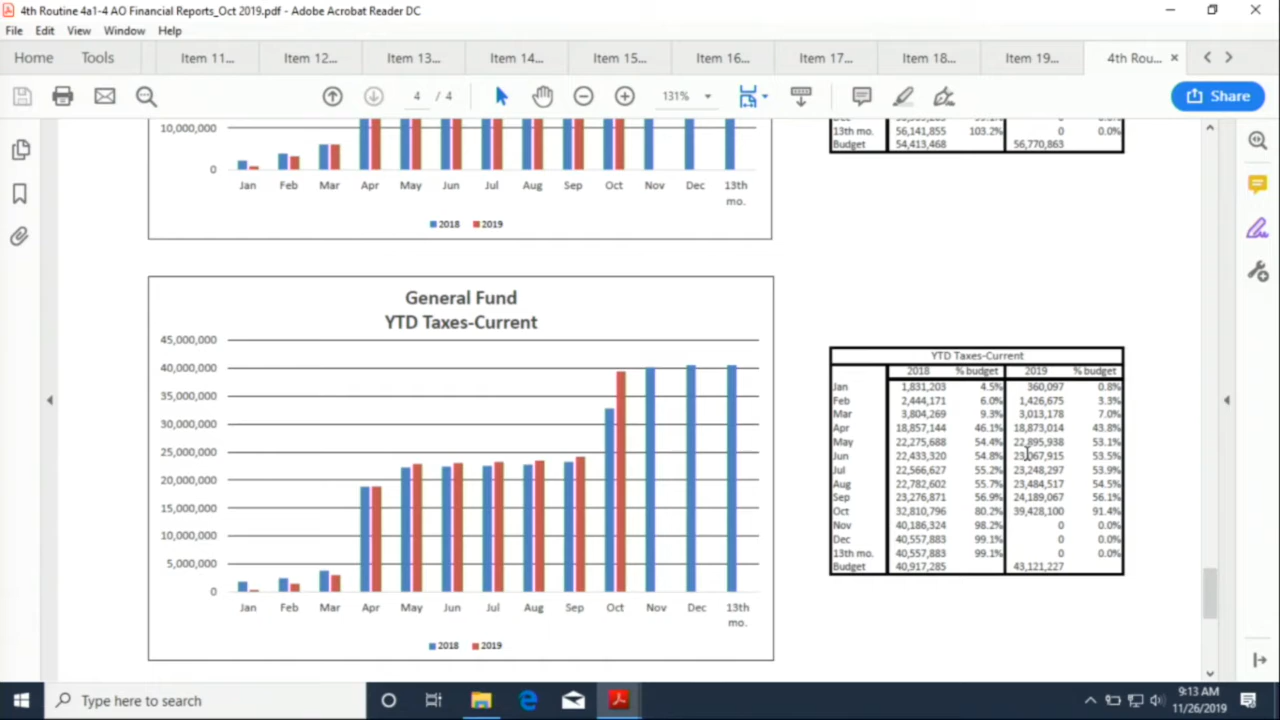 4th Routine 4a1-4 AO Financial Reports_Oct 2019.pdf - Adobe Acrobat Reader DC
File Edit View Window Help
Home Tools Item 11... Item 12... Item 13... Item 14... Item 15... Item 16... Item 17... Item 18... Item 19... 4th Rou... ×
4 / 4 131% Share
10,000,000
0
Jan Feb Mar Apr May Jun Jul Aug Sep Oct Nov Dec 13th mo.
2018 2019
13th mo. 56,141,855 103.2% 0 0.0%
Budget 54,413,468 56,770,863
General Fund
YTD Taxes-Current
45,000,000
40,000,000
35,000,000
30,000,000
25,000,000
20,000,000
15,000,000
10,000,000
5,000,000
0
Jan Feb Mar Apr May Jun Jul Aug Sep Oct Nov Dec 13th mo.
2018 2019
YTD Taxes-Current
2018 % budget 2019 % budget
Jan 1,831,203 4.5% 360,097 0.8%
Feb 2,444,171 6.0% 1,426,675 3.3%
Mar 3,804,269 9.3% 3,013,178 7.0%
Apr 18,857,144 46.1% 18,873,014 43.8%
May 22,275,688 54.4% 22,895,938 53.1%
Jun 22,433,320 54.8% 23,067,915 53.5%
Jul 22,566,627 55.2% 23,248,297 53.9%
Aug 22,782,602 55.7% 23,484,517 54.5%
Sep 23,276,871 56.9% 24,189,067 56.1%
Oct 32,810,796 80.2% 39,428,100 91.4%
Nov 40,186,324 98.2% 0 0.0%
Dec 40,557,883 99.1% 0 0.0%
13th mo. 40,557,883 99.1% 0 0.0%
Budget 40,917,285 43,121,227
Type here to search
9:13 AM
11/26/2019